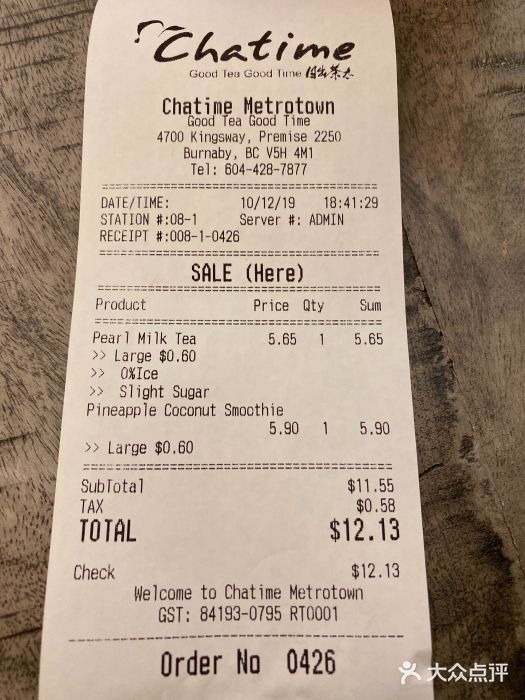 Chatime
Good Tea Good Time 日出茶太
Chatime Metrotown
Good Tea Good Time
4700 Kingsway, Premise 2250
Burnaby, BC V5H 4M1
Tel: 604-428-7877
DATE/TIME: 10/12/19 18:41:29
STATION #:08-1 Server #: ADMIN
RECEIPT #:008-1-0426
SALE (Here)
Product Price Qty Sum
Pearl Milk Tea 5.65 1 5.65
>> Large $0.60
>> 0%Ice
>> Slight Sugar
Pineapple Coconut Smoothie
5.90 1 5.90
>> Large $0.60
SubTotal $11.55
TAX $0.58
TOTAL $12.13
Check $12.13
Welcome to Chatime Metrotown
GST: 84193-0795 RT0001
Order No 0426
大众点评